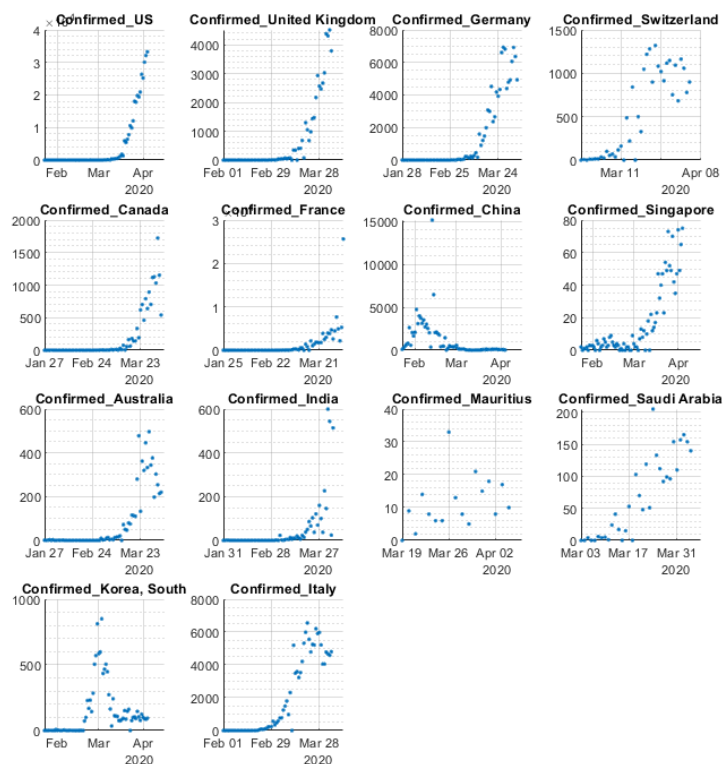 Confirmed_US
× 10^4
4
3
2
1
0
Feb Mar Apr
2020
Confirmed_United Kingdom
4000
3000
2000
1000
0
Feb 01 Feb 29 Mar 28
2020
Confirmed_Germany
8000
6000
4000
2000
0
Jan 28 Feb 25 Mar 24
2020
Confirmed_Switzerland
1500
1000
500
0
Mar 11 Apr 08
2020
Confirmed_Canada
2000
1500
1000
500
0
Jan 27 Feb 24 Mar 23
2020
Confirmed_France
3
2
1
0
Jan 25 Feb 22 Mar 21
2020
Confirmed_China
15000
10000
5000
0
Feb Mar Apr
2020
Confirmed_Singapore
80
60
40
20
0
Feb Mar Apr
2020
Confirmed_Australia
600
400
200
0
Jan 27 Feb 24 Mar 23
2020
Confirmed_India
600
400
200
0
Jan 31 Feb 28 Mar 27
2020
Confirmed_Mauritius
40
30
20
10
0
Mar 19 Mar 26 Apr 02
2020
Confirmed_Saudi Arabia
200
150
100
50
0
Mar 03 Mar 17 Mar 31
2020
Confirmed_Korea, South
1000
500
0
Feb Mar Apr
2020
Confirmed_Italy
8000
6000
4000
2000
0
Feb 01 Feb 29 Mar 28
2020